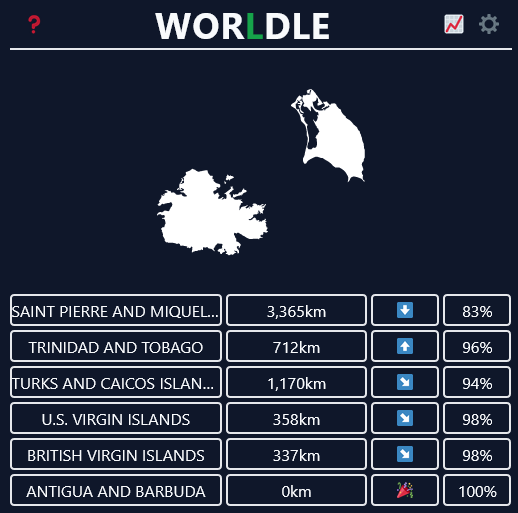 ? WORLDLE
SAINT PIERRE AND MIQUEL... 3,365km 83%
TRINIDAD AND TOBAGO 712km 96%
TURKS AND CAICOS ISLAN... 1,170km 94%
U.S. VIRGIN ISLANDS 358km 98%
BRITISH VIRGIN ISLANDS 337km 98%
ANTIGUA AND BARBUDA 0km 100%